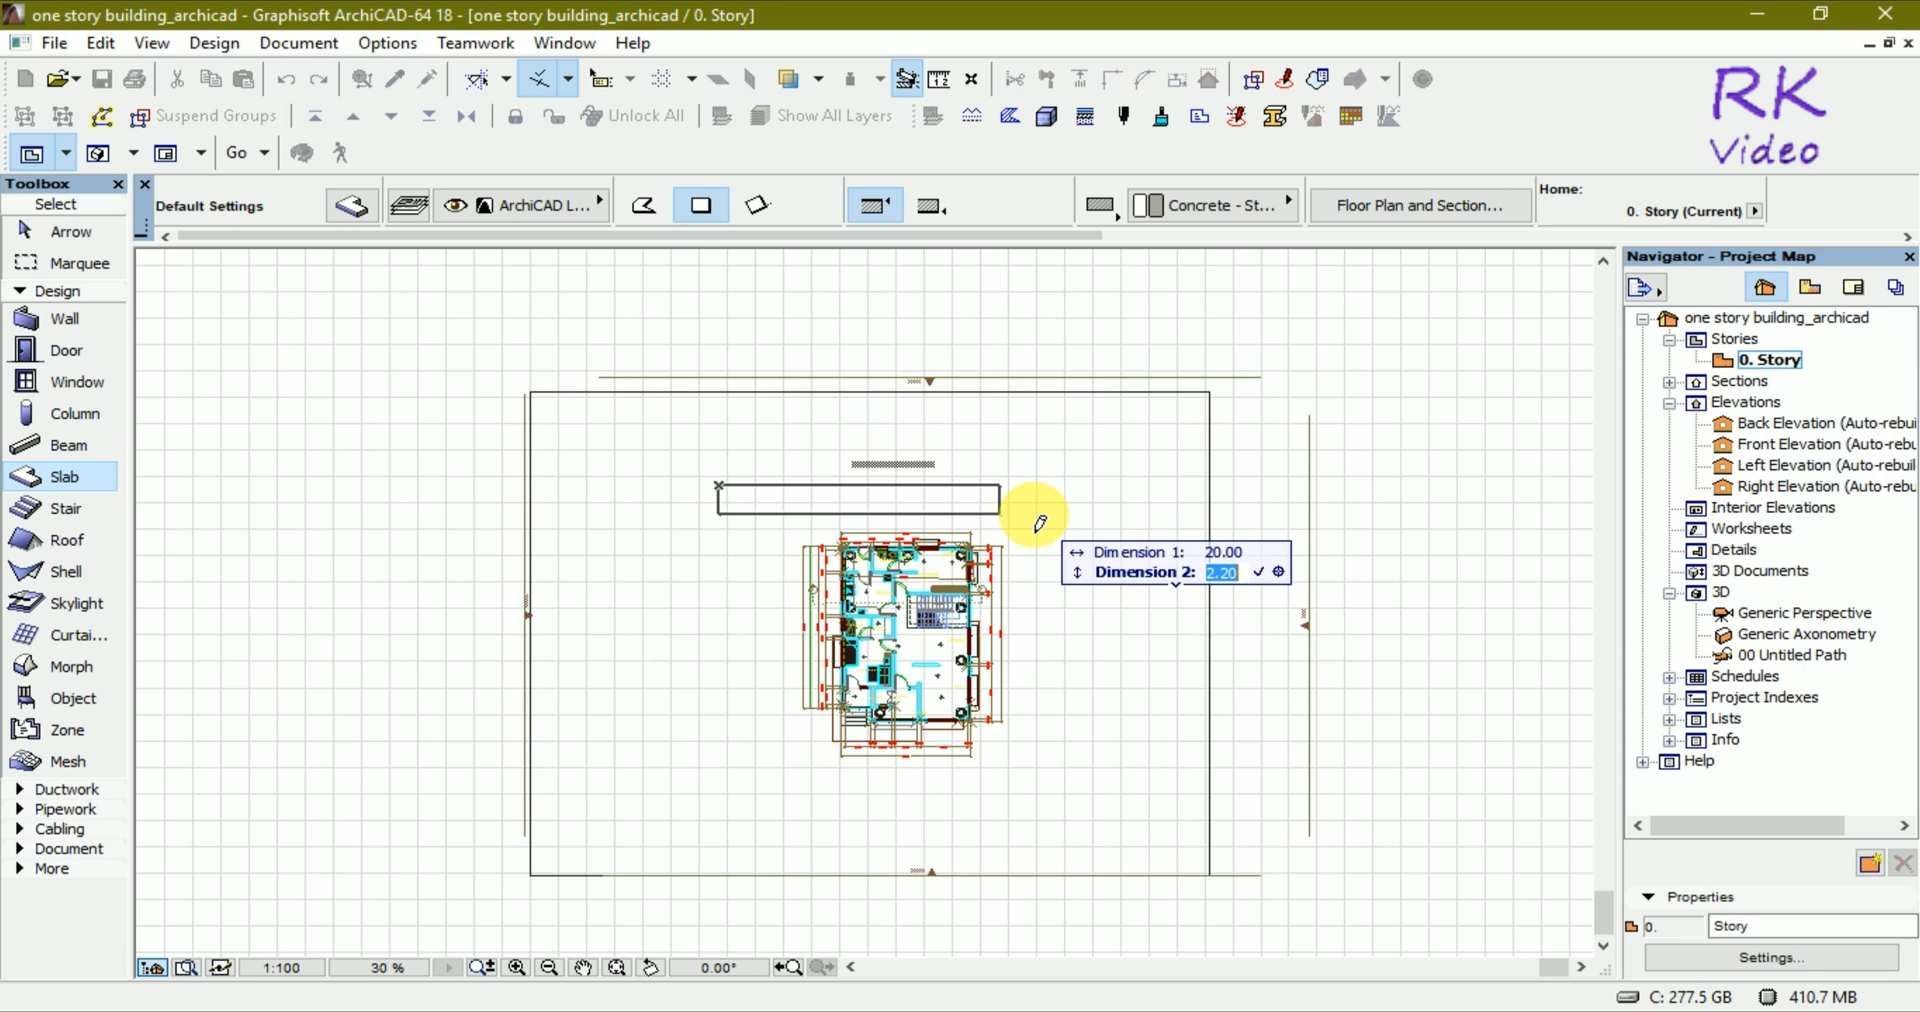 one story building_archicad - Graphisoft ArchiCAD-64 18 - [one story building_archicad / 0. Story]
File Edit View Design Document Options Teamwork Window Help
RK
Video
Suspend Groups Unlock All Show All Layers
Go
Toolbox
Select
Default Settings
ArchiCAD L...
Concrete - St...
Floor Plan and Section...
Home:
0. Story (Current)
Arrow
Marquee
Design
Wall
Door
Window
Column
Beam
Slab
Stair
Roof
Shell
Skylight
Curtai...
Morph
Object
Zone
Mesh
Ductwork
Pipework
Cabling
Document
More
Dimension 1: 20.00
Dimension 2: 2.20
Navigator - Project Map
one story building_archicad
Stories
0. Story
Sections
Elevations
Back Elevation (Auto-rebui
Front Elevation (Auto-rebu
Left Elevation (Auto-rebuil
Right Elevation (Auto-rebu
Interior Elevations
Worksheets
Details
3D Documents
3D
Generic Perspective
Generic Axonometry
00 Untitled Path
Schedules
Project Indexes
Lists
Info
Help
Properties
0. Story
Settings...
1:100 30 % 0.00°
C: 277.5 GB 410.7 MB